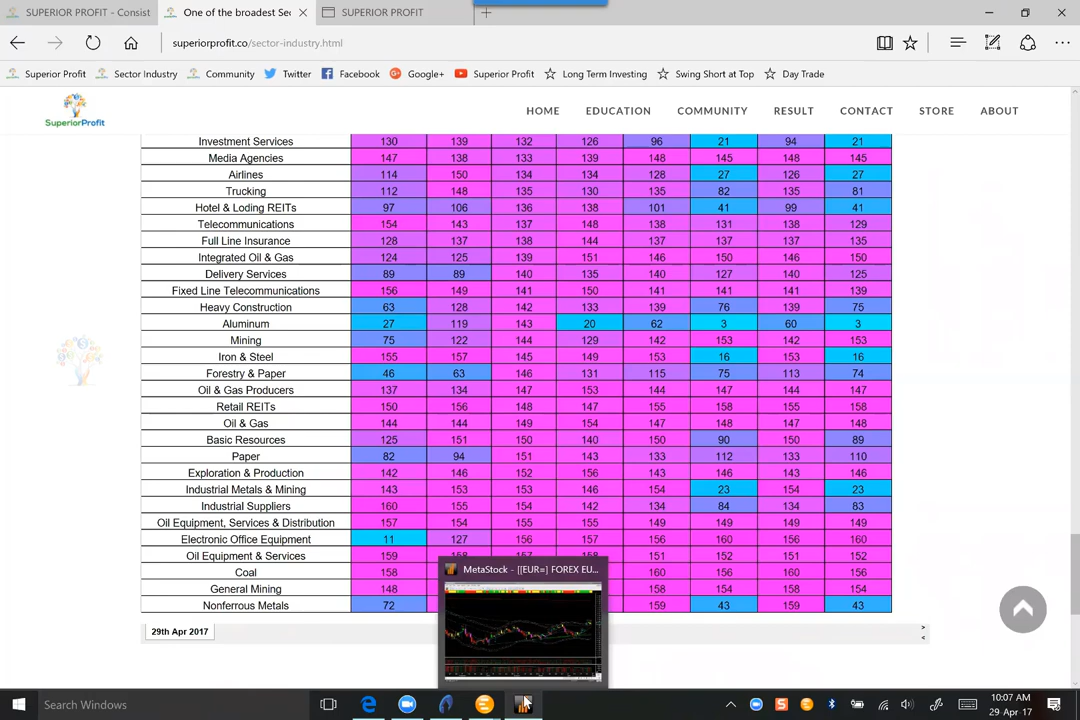 SUPERIOR PROFIT - Consist
One of the broadest Sec
SUPERIOR PROFIT
superiorprofit.co/sector-industry.html
Superior Profit Sector Industry Community Twitter Facebook Google+ Superior Profit Long Term Investing Swing Short at Top Day Trade
SuperiorProfit
HOME EDUCATION COMMUNITY RESULT CONTACT STORE ABOUT
Investment Services 130 139 132 126 96 21 94 21
Media Agencies 147 138 133 139 148 145 148 145
Airlines 114 150 134 134 128 27 126 27
Trucking 112 148 135 130 135 82 135 81
Hotel & Loding REITs 97 106 136 138 101 41 99 41
Telecommunications 154 143 137 148 138 131 138 129
Full Line Insurance 128 137 138 144 137 137 137 135
Integrated Oil & Gas 124 125 139 151 146 150 146 150
Delivery Services 89 89 140 135 140 127 140 125
Fixed Line Telecommunications 156 149 141 150 141 141 141 139
Heavy Construction 63 128 142 133 139 76 139 75
Aluminum 27 119 143 20 62 3 60 3
Mining 75 122 144 129 142 153 142 153
Iron & Steel 155 157 145 149 153 16 153 16
Forestry & Paper 46 63 146 131 115 75 113 74
Oil & Gas Producers 137 134 147 153 144 147 144 147
Retail REITs 150 156 148 147 155 158 155 158
Oil & Gas 144 144 149 154 147 148 147 148
Basic Resources 125 151 150 140 150 90 150 89
Paper 82 94 151 143 133 112 133 110
Exploration & Production 142 146 152 156 143 146 143 146
Industrial Metals & Mining 143 153 153 146 154 23 154 23
Industrial Suppliers 160 155 154 142 134 84 134 83
Oil Equipment, Services & Distribution 157 154 155 155 149 149 149 149
Electronic Office Equipment 11 127 156 157 156 160 156 160
Oil Equipment & Services 159 158 157 158 151 152 151 152
Coal 158 160 156 160 156
General Mining 148 158 154 158 154
Nonferrous Metals 72 159 43 159 43
MetaStock - [[EUR=] FOREX EU...
29th Apr 2017
Search Windows
10:07 AM
29 Apr 17